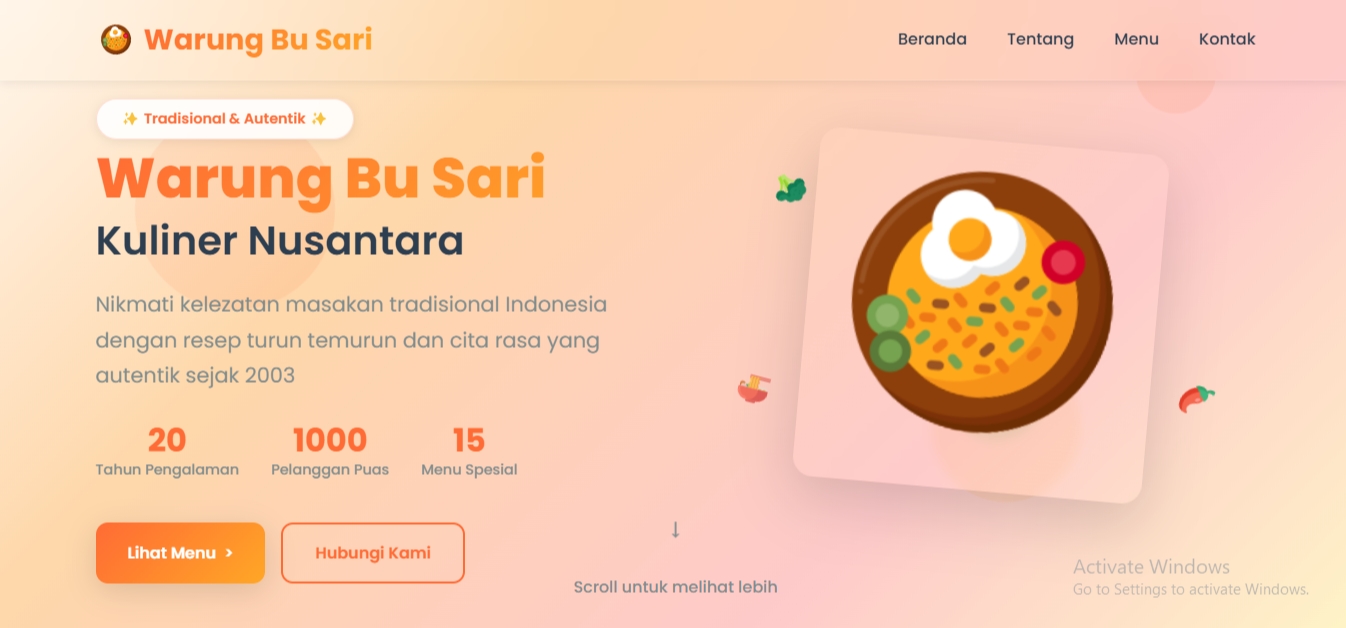 Warung Bu Sari
Beranda
Tentang
Menu
Kontak
✨ Tradisional & Autentik ✨
Warung Bu Sari
Kuliner Nusantara
Nikmati kelezatan masakan tradisional Indonesia
dengan resep turun temurun dan cita rasa yang
autentik sejak 2003
20
Tahun Pengalaman
1000
Pelanggan Puas
15
Menu Spesial
Lihat Menu >
Hubungi Kami
↓
Scroll untuk melihat lebih
Activate Windows
Go to Settings to activate Windows.